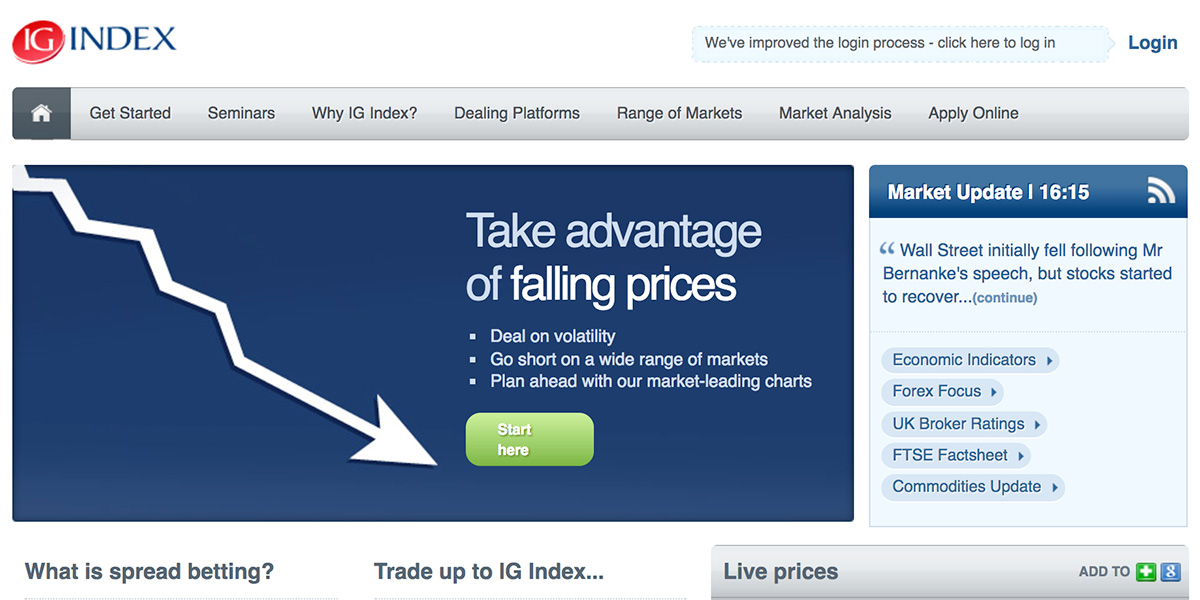 IG INDEX
We've improved the login process - click here to log in
Login
Get Started
Seminars
Why IG Index?
Dealing Platforms
Range of Markets
Market Analysis
Apply Online
Take advantage
of falling prices
Deal on volatility
Go short on a wide range of markets
Plan ahead with our market-leading charts
Start
here
Market Update | 16:15
“ Wall Street initially fell following Mr
Bernanke's speech, but stocks started
to recover...(continue)
Economic Indicators
Forex Focus
UK Broker Ratings
FTSE Factsheet
Commodities Update
What is spread betting?
Trade up to IG Index...
Live prices
ADD TO
8